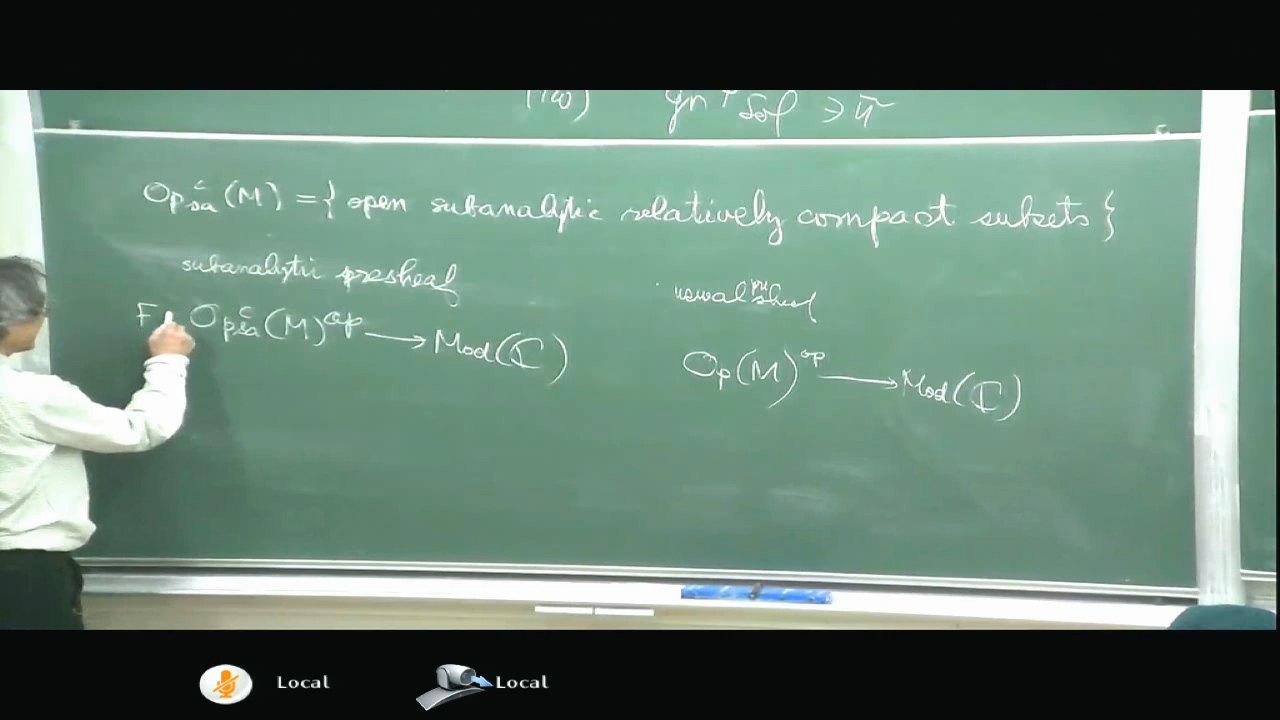 Op^c_sa (M) = { open subanalytic relatively compact subsets }
subanalytic presheaf
usual presheaf
F : Op^c_sa (M)^op ⟶ Mod(ℂ)
Op(M)^op ⟶ Mod(ℂ)
Local
Local